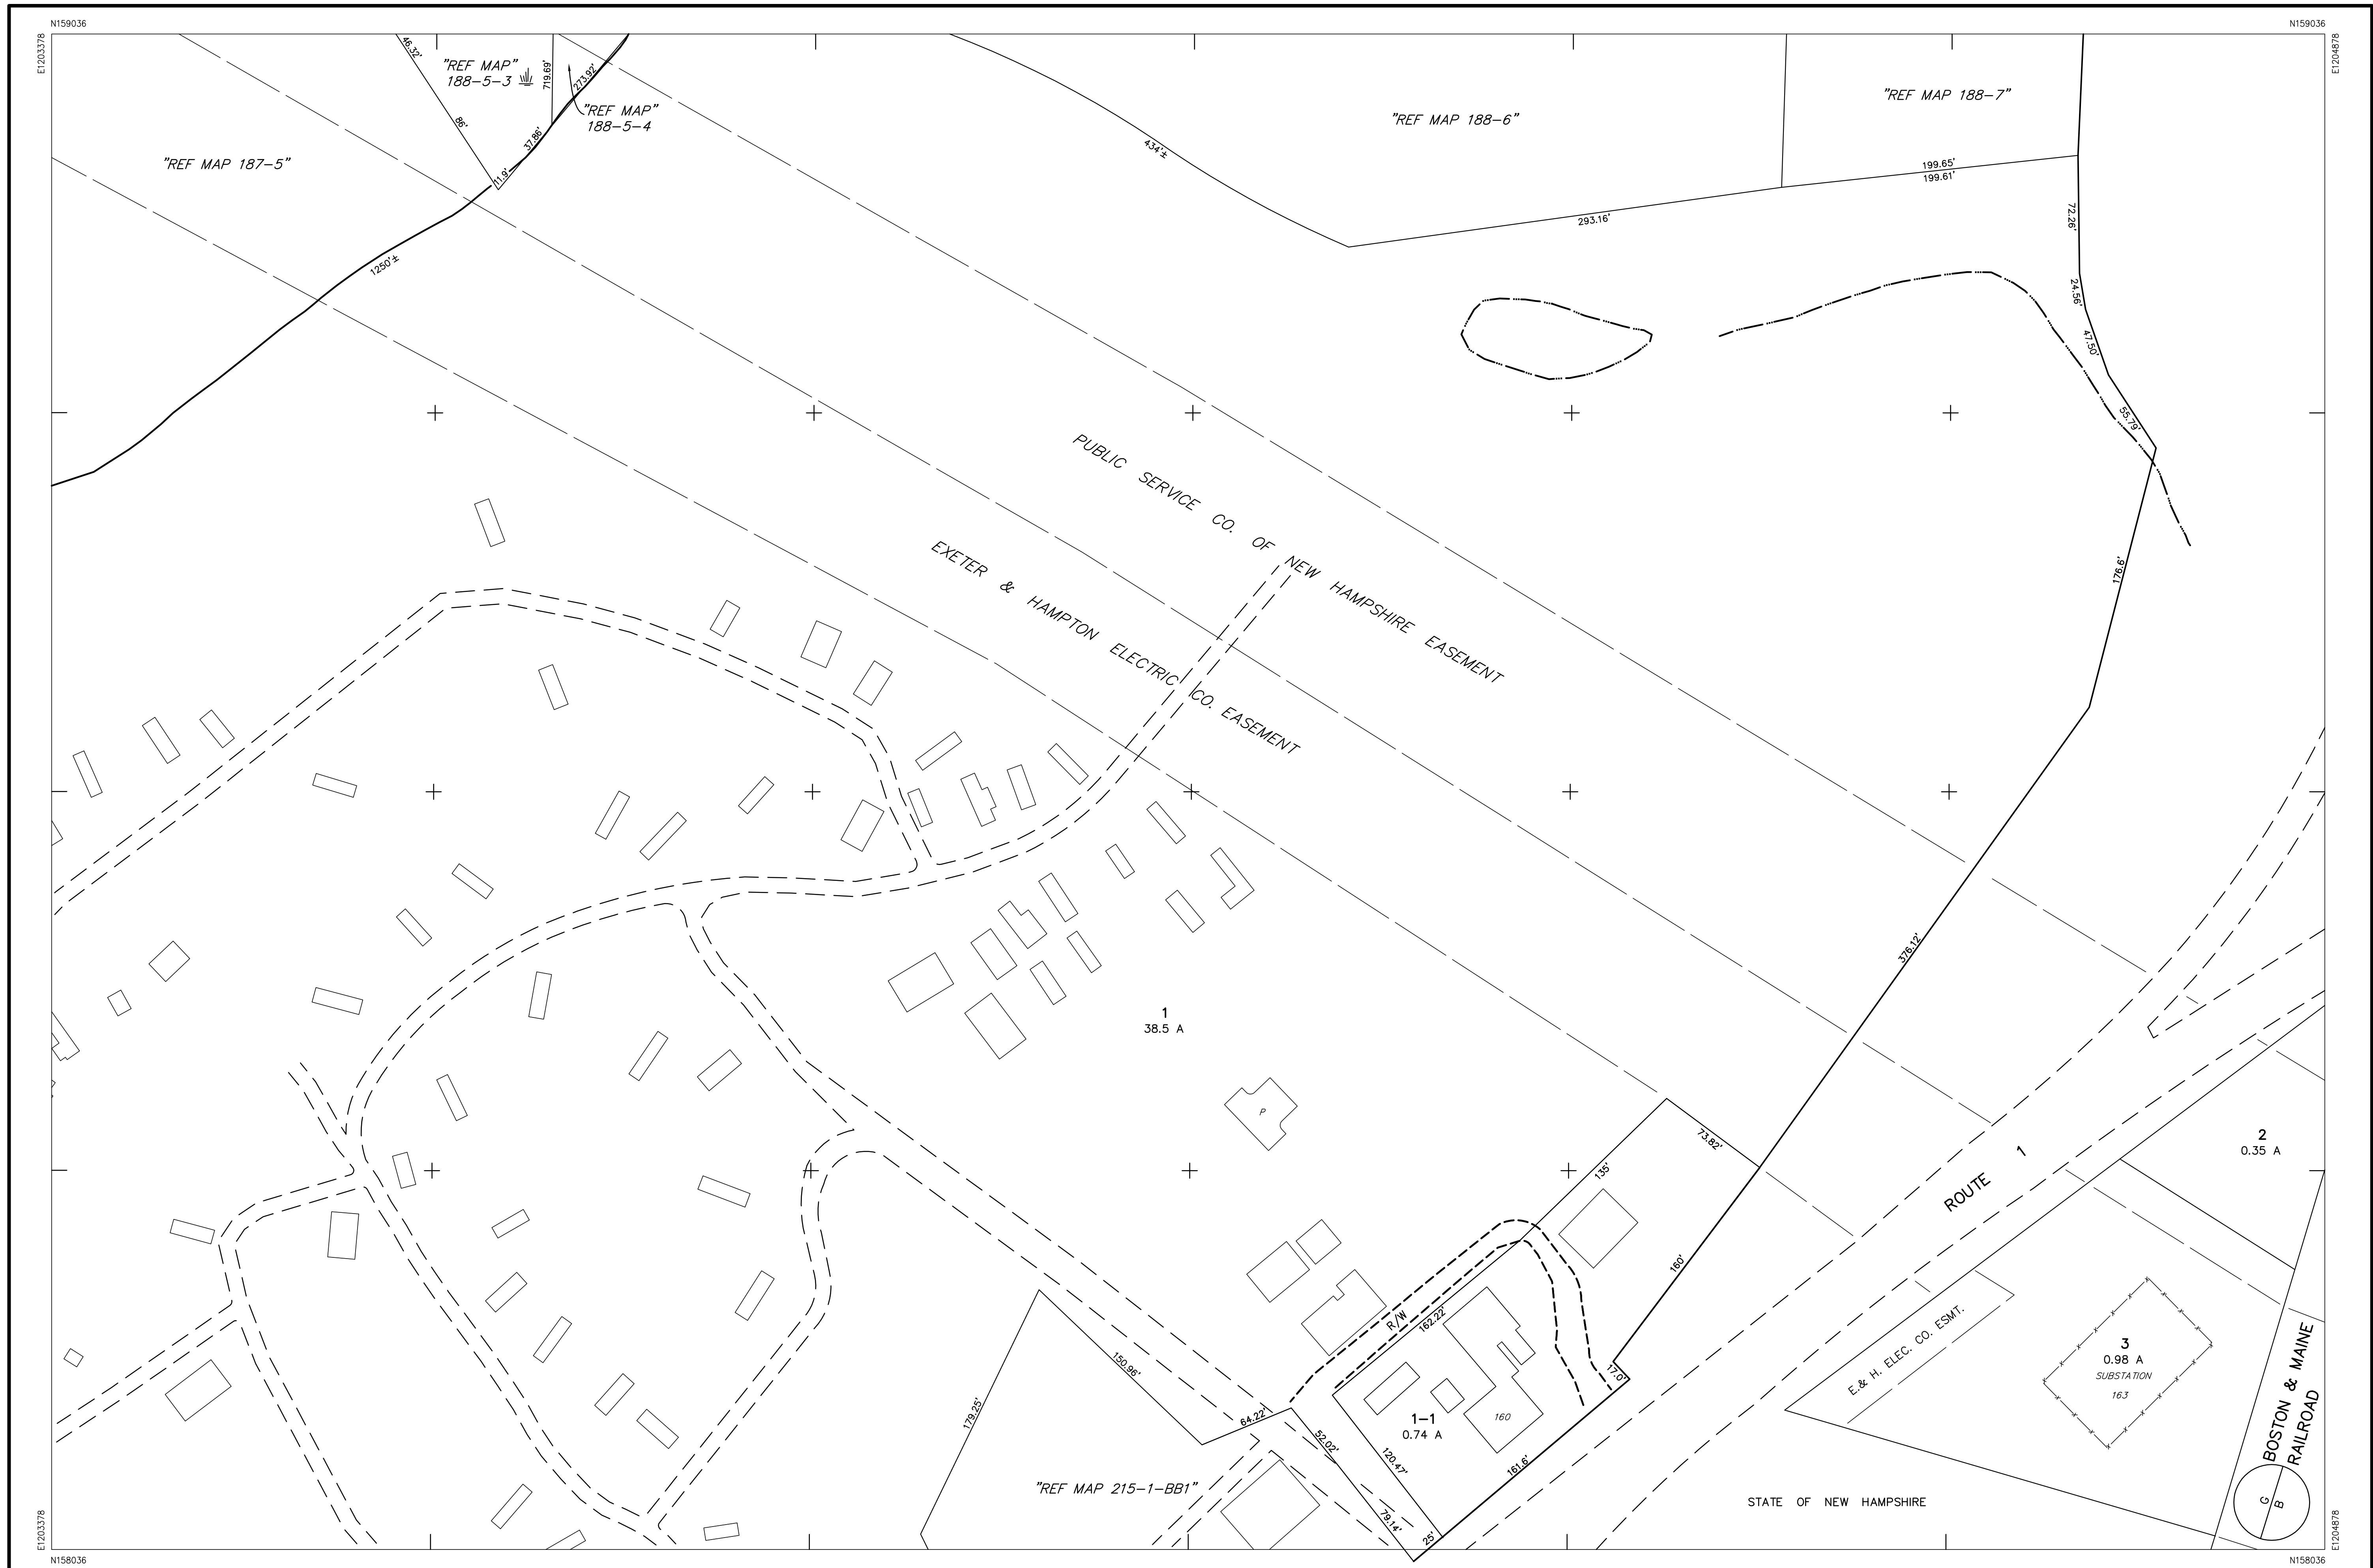 N159036
N159036
E1203378
E1204878
46.32'
"REF MAP"
188-5-3
719.69'
273.92'
"REF MAP"
188-5-4
86'
37.86'
11.9'
"REF MAP 187-5"
1250'±
434'±
"REF MAP 188-6"
"REF MAP 188-7"
199.65'
199.61'
293.16'
72.26'
24.56'
47.50'
55.79'
176.6'
PUBLIC SERVICE CO. OF NEW HAMPSHIRE EASEMENT
EXETER & HAMPTON ELECTRIC CO. EASEMENT
376.12'
1
38.5 A
P
73.82'
135'
160'
ROUTE 1
2
0.35 A
R/W
162.22'
17.0'
150.96'
179.25'
64.22'
52.02'
1-1
0.74 A
160
120.47'
161.6'
79.14'
25'
"REF MAP 215-1-BB1"
E.& H. ELEC. CO. ESMT.
3
0.98 A
SUBSTATION
163
BOSTON & MAINE
RAILROAD
G
B
STATE OF NEW HAMPSHIRE
E1203378
E1204878
N158036
N158036